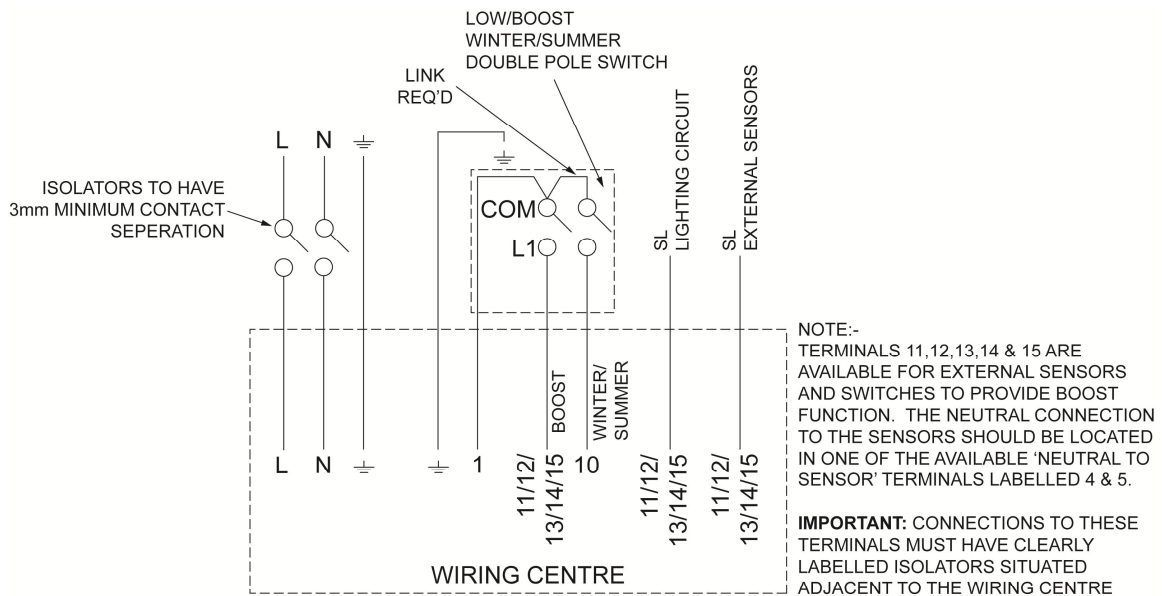 LOW/BOOST
WINTER/SUMMER
DOUBLE POLE SWITCH
LINK
REQ'D
L N
ISOLATORS TO HAVE
3mm MINIMUM CONTACT
SEPERATION
COM
L1
SL
LIGHTING CIRCUIT
SL
EXTERNAL SENSORS
BOOST
WINTER/
SUMMER
L N 1
11/12/
13/14/15
10
11/12/
13/14/15
11/12/
13/14/15
WIRING CENTRE
NOTE:-
TERMINALS 11,12,13,14 & 15 ARE
AVAILABLE FOR EXTERNAL SENSORS
AND SWITCHES TO PROVIDE BOOST
FUNCTION. THE NEUTRAL CONNECTION
TO THE SENSORS SHOULD BE LOCATED
IN ONE OF THE AVAILABLE ‘NEUTRAL TO
SENSOR’ TERMINALS LABELLED 4 & 5.
IMPORTANT: CONNECTIONS TO THESE
TERMINALS MUST HAVE CLEARLY
LABELLED ISOLATORS SITUATED
ADJACENT TO THE WIRING CENTRE